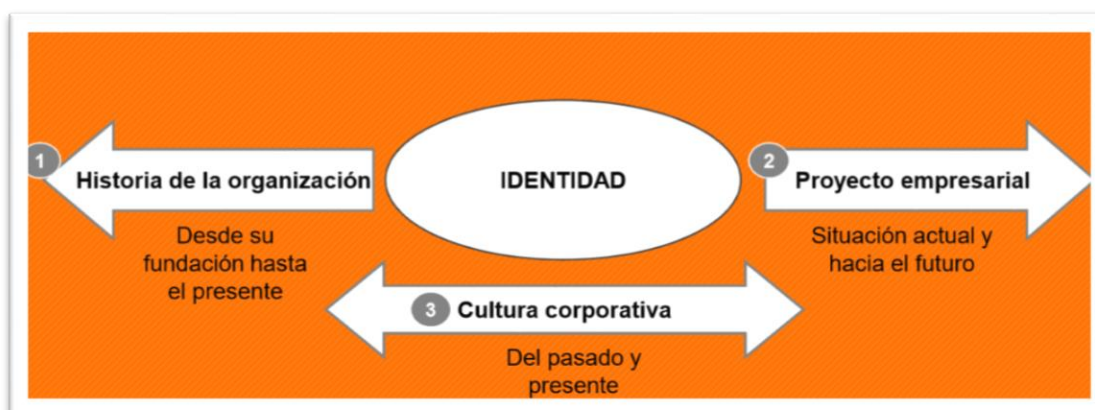 1
Historia de la organización
Desde su
fundación hasta
el presente
IDENTIDAD
2
Proyecto empresarial
Situación actual y
hacia el futuro
3 Cultura corporativa
Del pasado y
presente